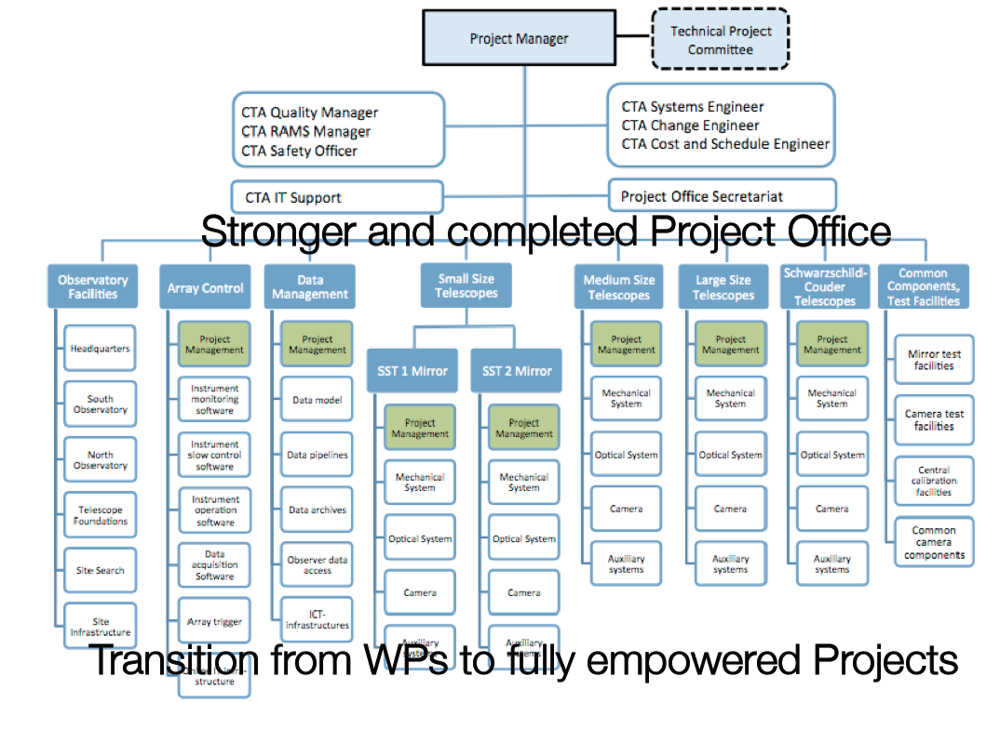 Project Manager
Technical Project
Committee
CTA Quality Manager
CTA RAMS Manager
CTA Safety Officer
CTA Systems Engineer
CTA Change Engineer
CTA Cost and Schedule Engineer
CTA IT Support
Project Office Secretariat
Stronger and completed Project Office
Observatory
Facilities
Headquarters
South
Observatory
North
Observatory
Telescope
Foundations
Site Search
Site
Infrastructure
Array Control
Project
Management
Instrument
monitoring
software
Instrument
slow control
software
Instrument
operation
software
Data
acquisition
Software
Array trigger
structure
Data
Management
Project
Management
Data model
Data pipelines
Data archives
Observer data
access
ICT-
infrastructures
Small Size
Telescopes
SST 1 Mirror
Project
Management
Mechanical
System
Optical System
Camera
Auxiliary
systems
SST 2 Mirror
Project
Management
Mechanical
System
Optical System
Camera
Auxiliary
systems
Medium Size
Telescopes
Project
Management
Mechanical
System
Optical System
Camera
Auxiliary
systems
Large Size
Telescopes
Project
Management
Mechanical
System
Optical System
Camera
Auxiliary
systems
Schwarzschild-
Couder
Telescopes
Project
Management
Mechanical
System
Optical System
Camera
Auxiliary
systems
Common
Components,
Test Facilities
Mirror test
facilities
Camera test
facilities
Central
calibration
facilities
Common
camera
components
Transition from WPs to fully empowered Projects